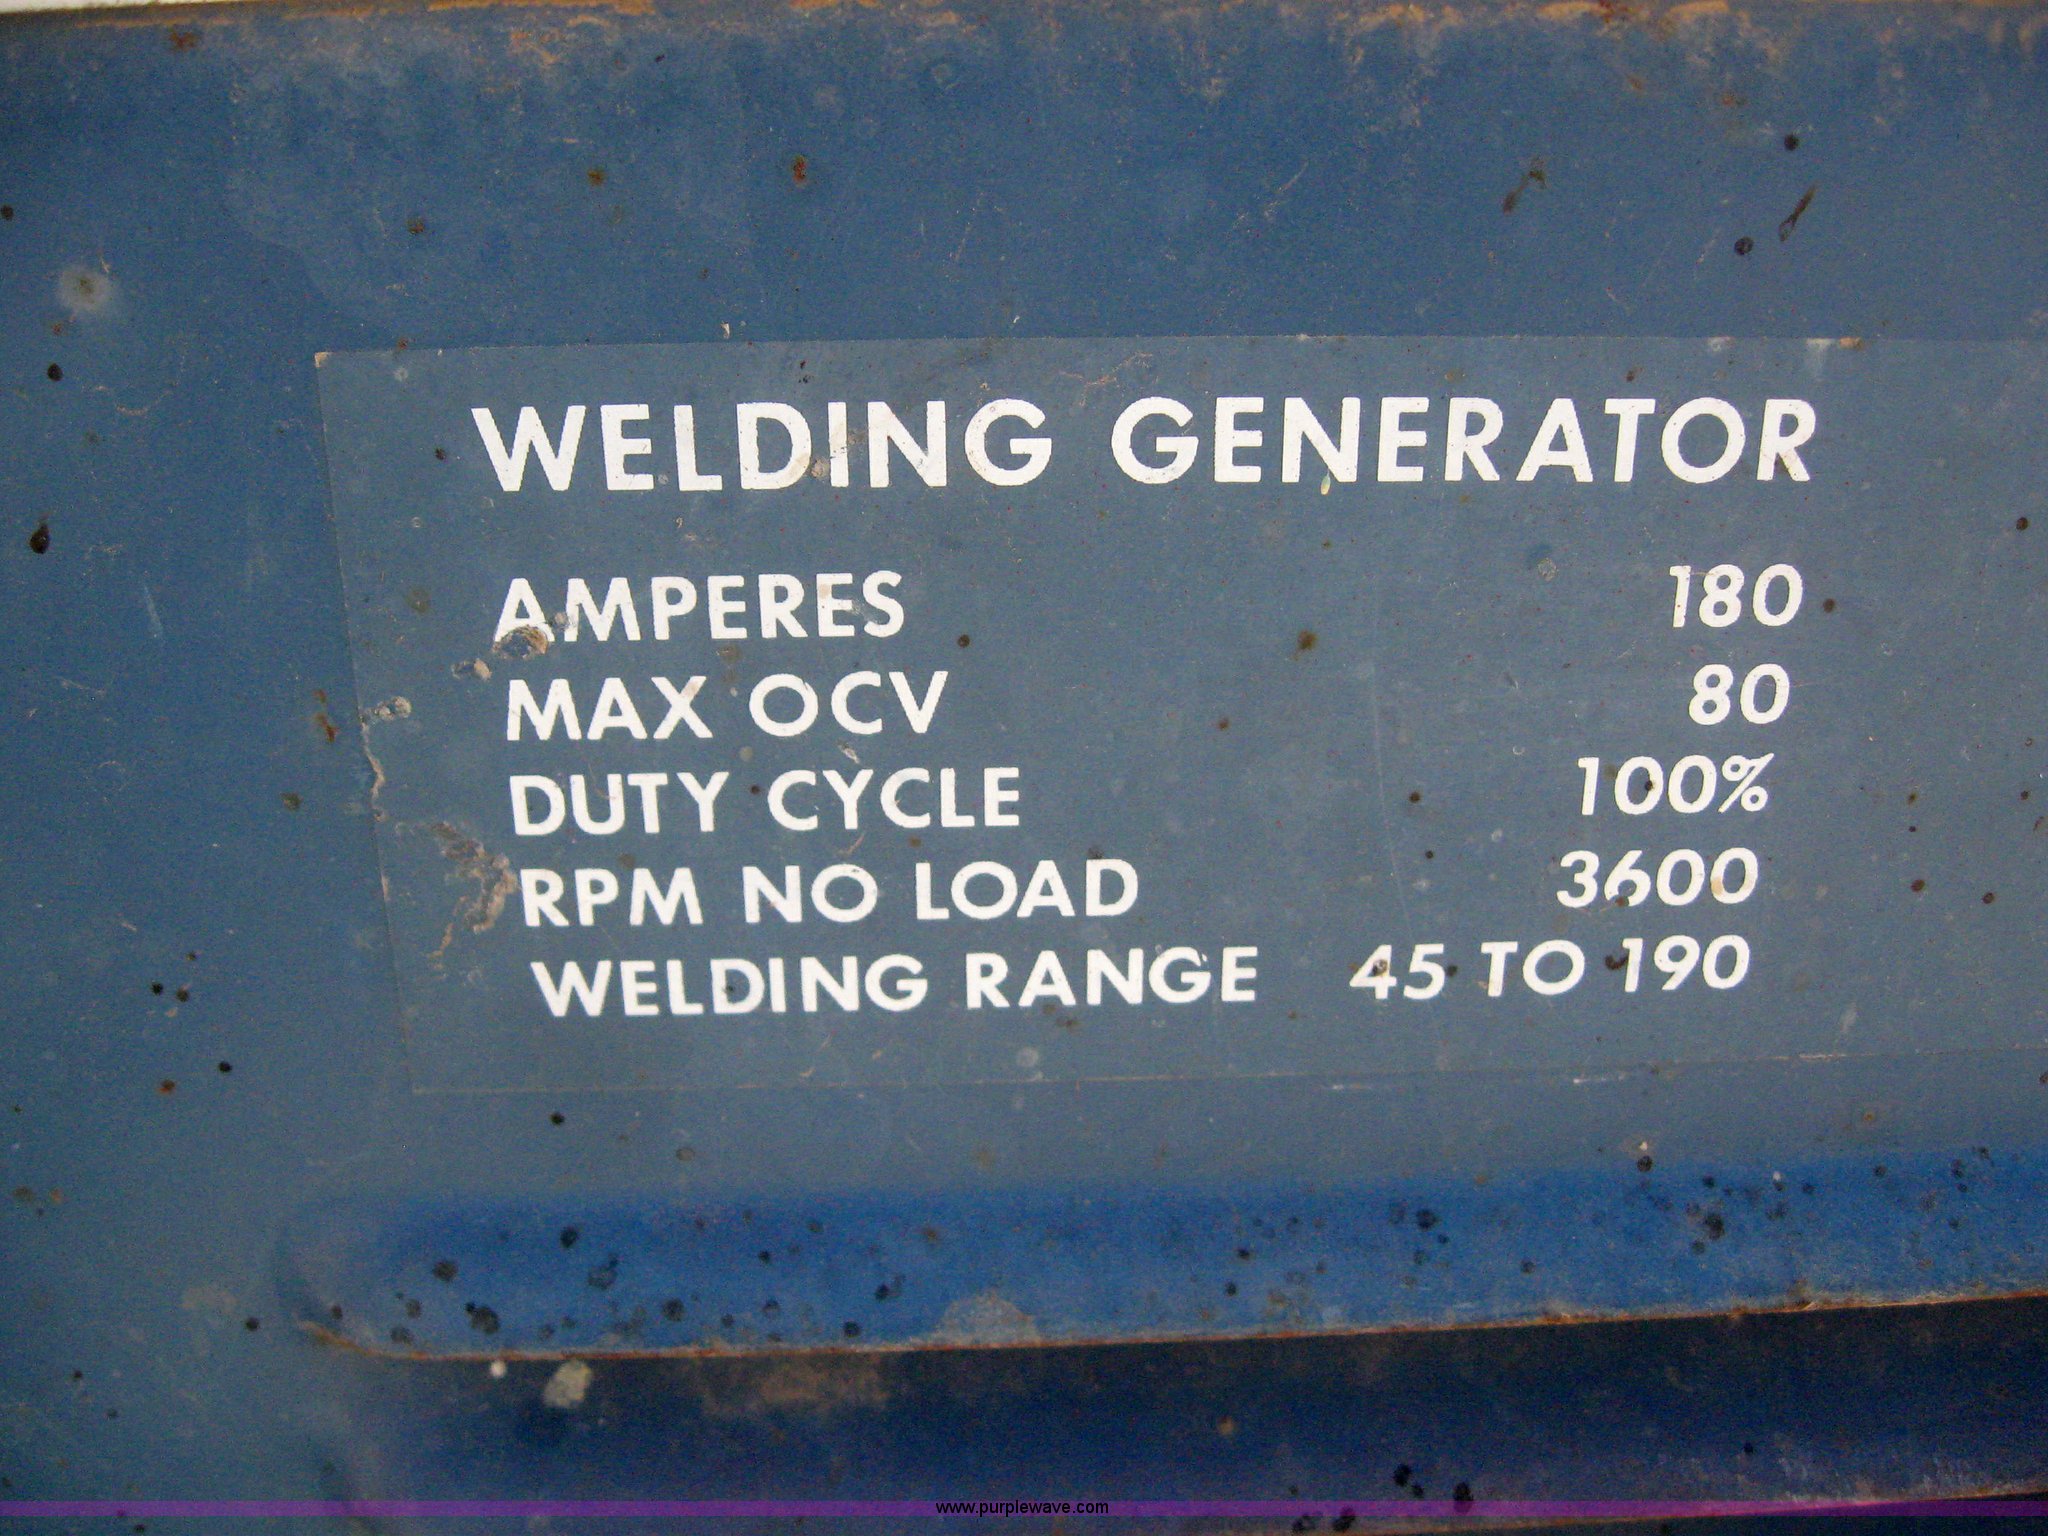 WELDING GENERATOR
AMPERES 180
MAX OCV 80
DUTY CYCLE 100%
RPM NO LOAD 3600
WELDING RANGE 45 TO 190
www.purplewave.com